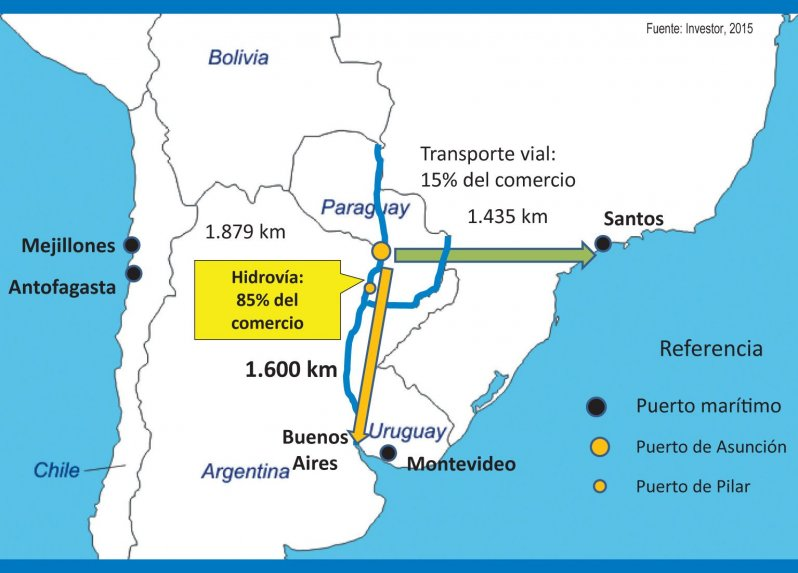 Fuente: Investor, 2015
Bolivia
Transporte vial:
15% del comercio
Paraguay
1.435 km
Santos
1.879 km
Mejillones
Antofagasta
Hidrovía:
85% del
comercio
1.600 km
Referencia
Puerto marítimo
Buenos
Aires
Uruguay
Montevideo
Puerto de Asunción
Chile
Argentina
Puerto de Pilar